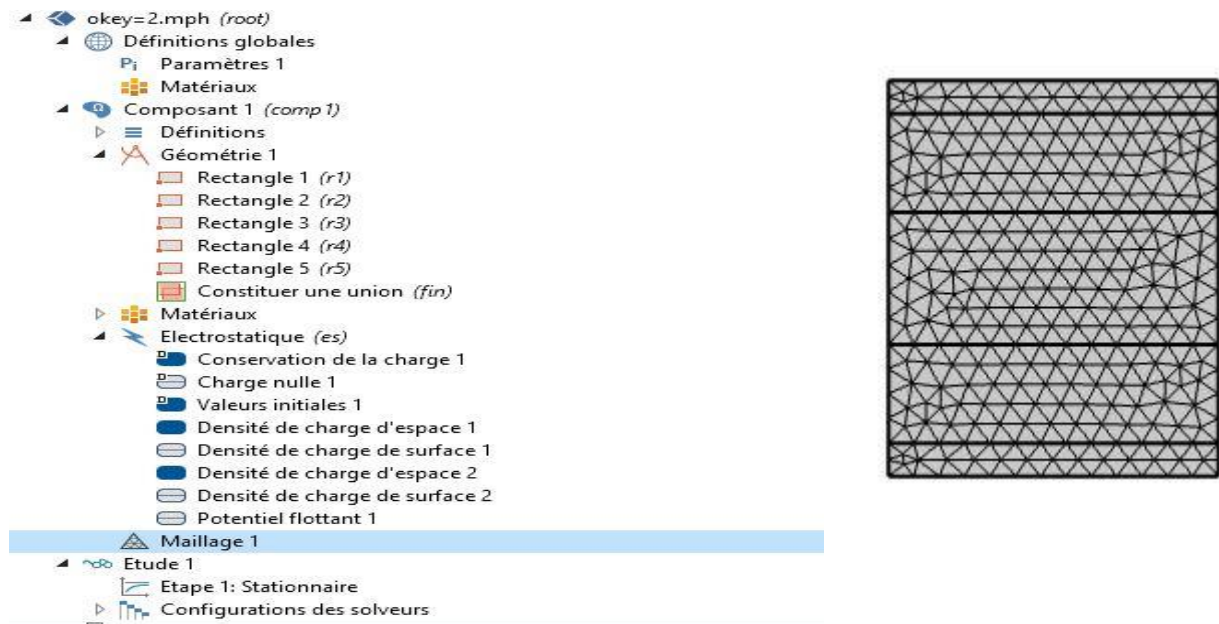 okey=2.mph (root)
Définitions globales
Pi Paramètres 1
Matériaux
Composant 1 (comp1)
Définitions
Géométrie 1
Rectangle 1 (r1)
Rectangle 2 (r2)
Rectangle 3 (r3)
Rectangle 4 (r4)
Rectangle 5 (r5)
Constituer une union (fin)
Matériaux
Electrostatique (es)
Conservation de la charge 1
Charge nulle 1
Valeurs initiales 1
Densité de charge d'espace 1
Densité de charge de surface 1
Densité de charge d'espace 2
Densité de charge de surface 2
Potentiel flottant 1
Maillage 1
Etude 1
Etape 1: Stationnaire
Configurations des solveurs